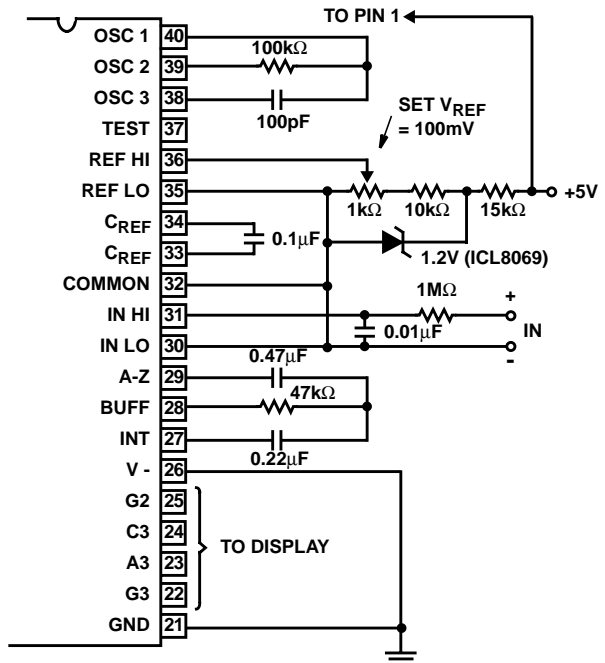 TO PIN 1
OSC 1 40
100kΩ
OSC 2 39
OSC 3 38
100pF
SET VREF
= 100mV
TEST 37
REF HI 36
REF LO 35
1kΩ 10kΩ 15kΩ
+5V
CREF 34
0.1µF
CREF 33
1.2V (ICL8069)
COMMON 32
1MΩ
IN HI 31
+
0.01µF
IN
IN LO 30
-
0.47µF
A-Z 29
47kΩ
BUFF 28
INT 27
0.22µF
V - 26
G2 25
C3 24
TO DISPLAY
A3 23
G3 22
GND 21